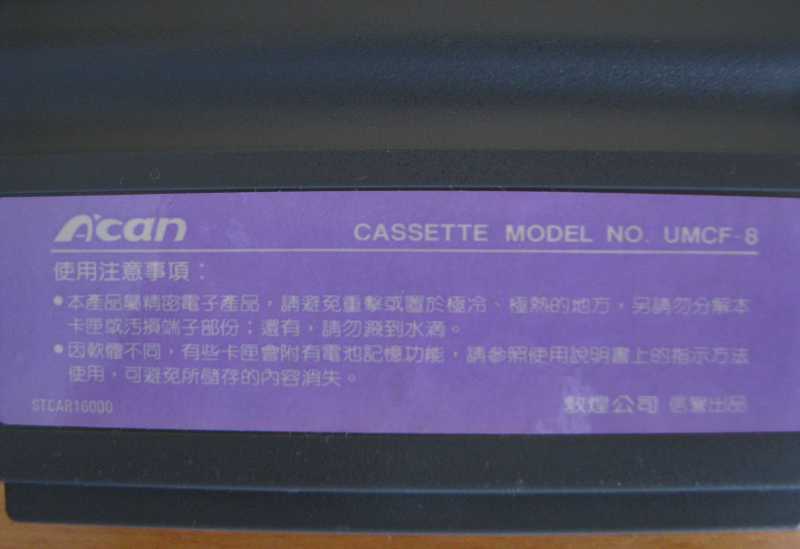 A'can
CASSETTE MODEL NO. UMCF-8
使用注意事項：
•本產品屬精密電子產品，請避免重擊或置於極冷、極熱的地方，另請勿分解本
卡匣或污損端子部份；還有，請勿濺到水滴。
•因軟體不同，有些卡匣會附有電池記憶功能，請參照使用說明書上的指示方法
使用，可避免所儲存的內容消失。
STCAR16000
敦煌公司 信譽出品